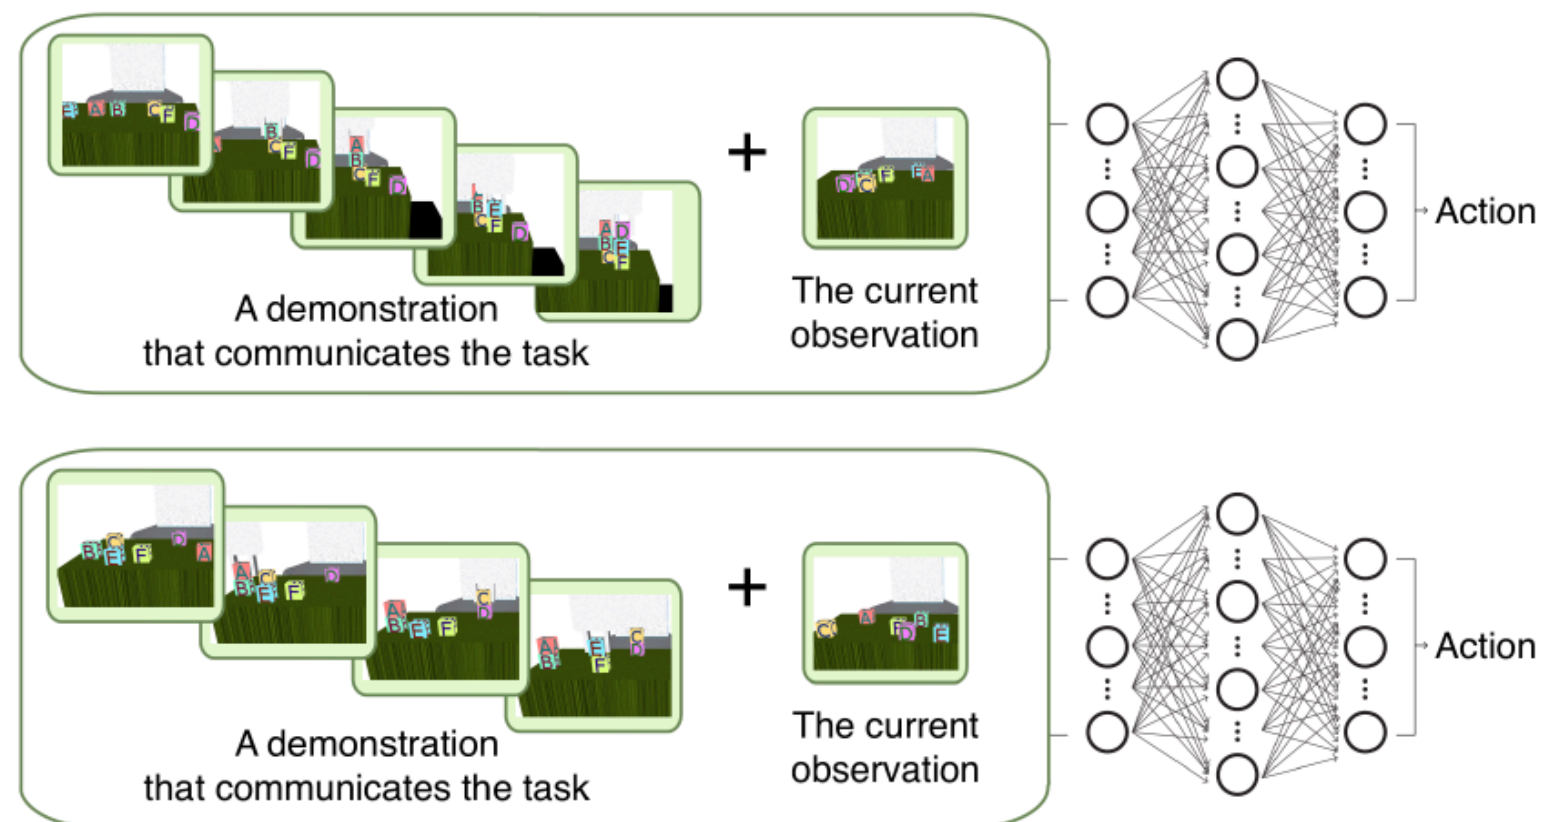 E A B C F D
B C F D
A B C F D
B E C F D
A D B E C F
A demonstration
that communicates the task
+
D C F E A
The current
observation
Action
B C E F D A
A B C E F D
A B E F C D
A B E F C D
A demonstration
that communicates the task
+
C A F D B E
The current
observation
Action